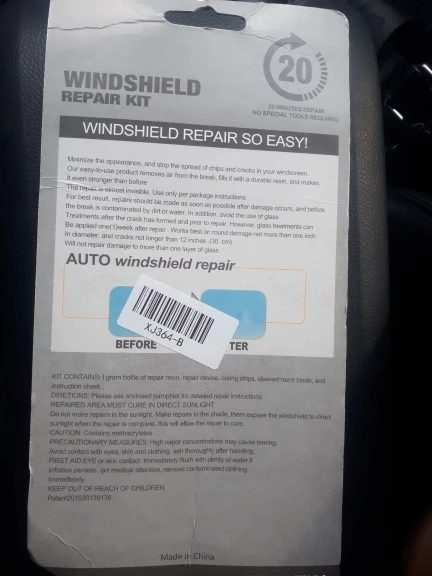 20
WINDSHIELD
REPAIR KIT
20 MINUTES REPAIR
NO SPECIAL TOOLS REQUIRED
WINDSHIELD REPAIR SO EASY!
Minimize the appearance, and stop the spread of chips and cracks in your windscreen.
Our easy-to-use product removes air from the break, fills it with a durable resin, and makes
It even stronger than before
The repair is almost invisible. Use only per package instructions
For best result, repairs should be made as soon as possible after damage occurs, and before
the break is contaminated by dirt or water. In addition, avoid the use of glass
Treatments after the crack has formed and prior to repair. However, glass treatments can
Be applied one(1)week after repair. Works best on round damage not more than one inch
In diameter, and cracks not longer than 12 inches. (30, cm)
Will not repair damage to more than one layer of glass.
AUTO windshield repair
XJ364-B
BEFORE
TER
KIT CONTAINS: I gram bottle of repair resin, repair device, curing strips, sleeved razor blade, and
instruction sheet.
DIRETIONS: Please see enclosed pamphlet for detailed repair instructions
REPAIRED AREA MUST CURE IN DIRECT SUNLIGHT
Do not make repairs in the sunlight. Make repairs in the shade, them expose the windshield to direct
sunlight when the repair is complete, this will allow the repair to cure.
CAUTION: Contains methacrylates
PRECAUTIONARY MEASURES: High vapor concentrations may cause tearing.
Avoid contact with eyes, skin and clothing. ash thoroughly after handling.
FIRST AID:EYE or skin contact: Immediately flush with plenty of water.If
irritation persists, get medical attention, remove contaminated clothing
Immediately.
KEEP OUT OF REACH OF CHILDREN
Patent201530139178
Made in China